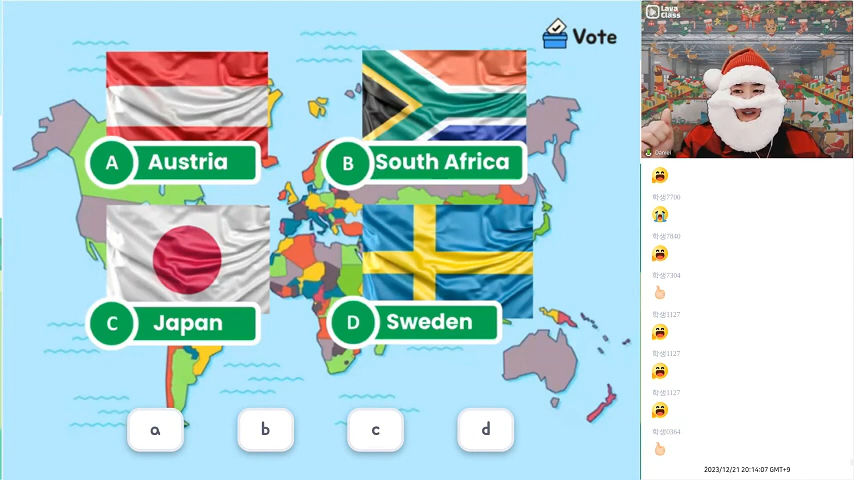 Vote
A Austria
B South Africa
C Japan
D Sweden
a
b
c
d
Lava
Class
Daniel
학생7700
학생7840
학생7304
학생1127
학생1127
학생1127
학생0364
2023/12/21 20:14:07 GMT+9